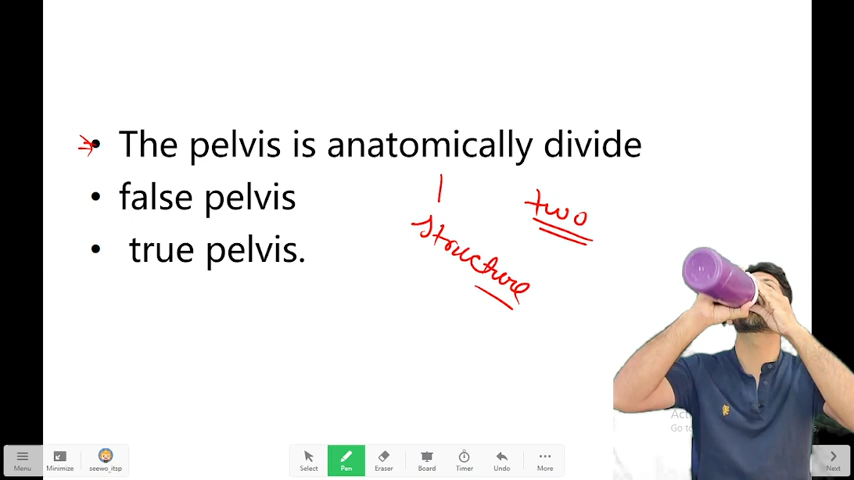 • The pelvis is anatomically divide
• false pelvis
• true pelvis.
two
structure
Menu
Minimize
seewo_itsp
Select
Pen
Eraser
Board
Timer
Undo
More
Next